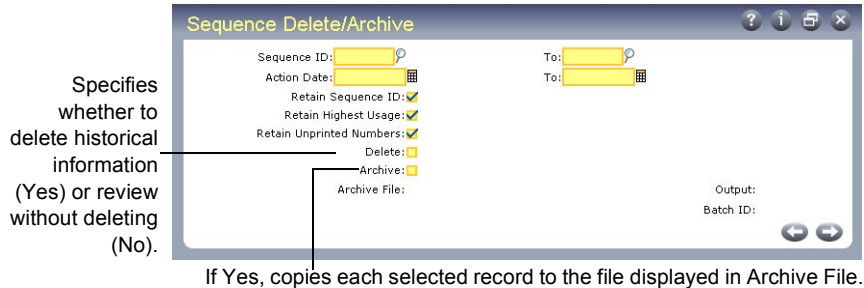 Sequence Delete/Archive
Sequence ID: To:
Action Date: To:
Retain Sequence ID:
Retain Highest Usage:
Retain Unprinted Numbers:
Delete:
Archive:
Archive File: Output:
Batch ID:
Specifies
whether to
delete historical
information
(Yes) or review
without deleting
(No).
If Yes, copies each selected record to the file displayed in Archive File.